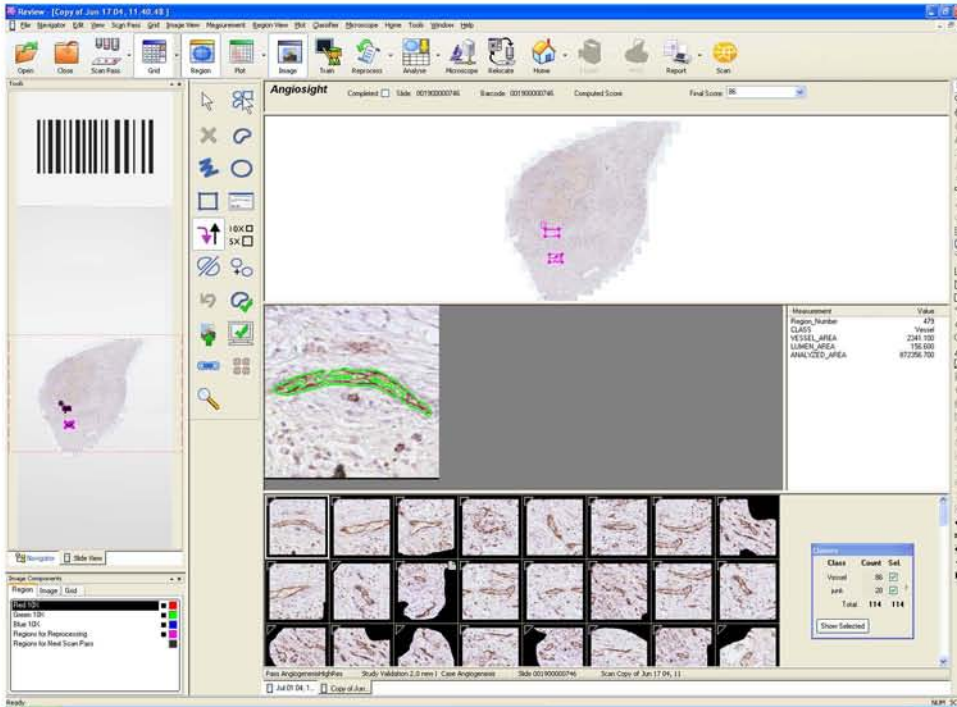 Review - [Copy of Jun 17 04, 11.40.48 ]
File Navigator Edit View Scan Pass Grid Image View Measurement Region View Plot Classifier Microscope Home Tools Window Help
Open Close Scan Pass Grid Region Plot Image Train Reprocess Analyse Microscope Relocate Home Report Scan
Tools
Angiosight Completed Slide: 001900000746 Barcode: 001900000746 Computed Score: Final Score: 86
10X
5X
Measurement Value
Region_Number 479
CLASS Vessel
VESSEL_AREA 2341.100
LUMEN_AREA 156.600
ANALYZED_AREA 872356.700
Navigator Slide View
Classes
Class Count Sel.
Vessel 86
junk 28
Total 114 114
Show Selected
Image Components
Region Image Grid
Red 10X
Green 10X
Blue 10X
Regions for Reprocessing
Regions for Next Scan Pass
Pass AngiogenesisHighPas Study Validation 2.0 new I Case Angiogenesis Slide 001900000746 Scan Copy of Jun 17 04, 11
Jul 01 04, 1... Copy of Jun...
Ready NUM